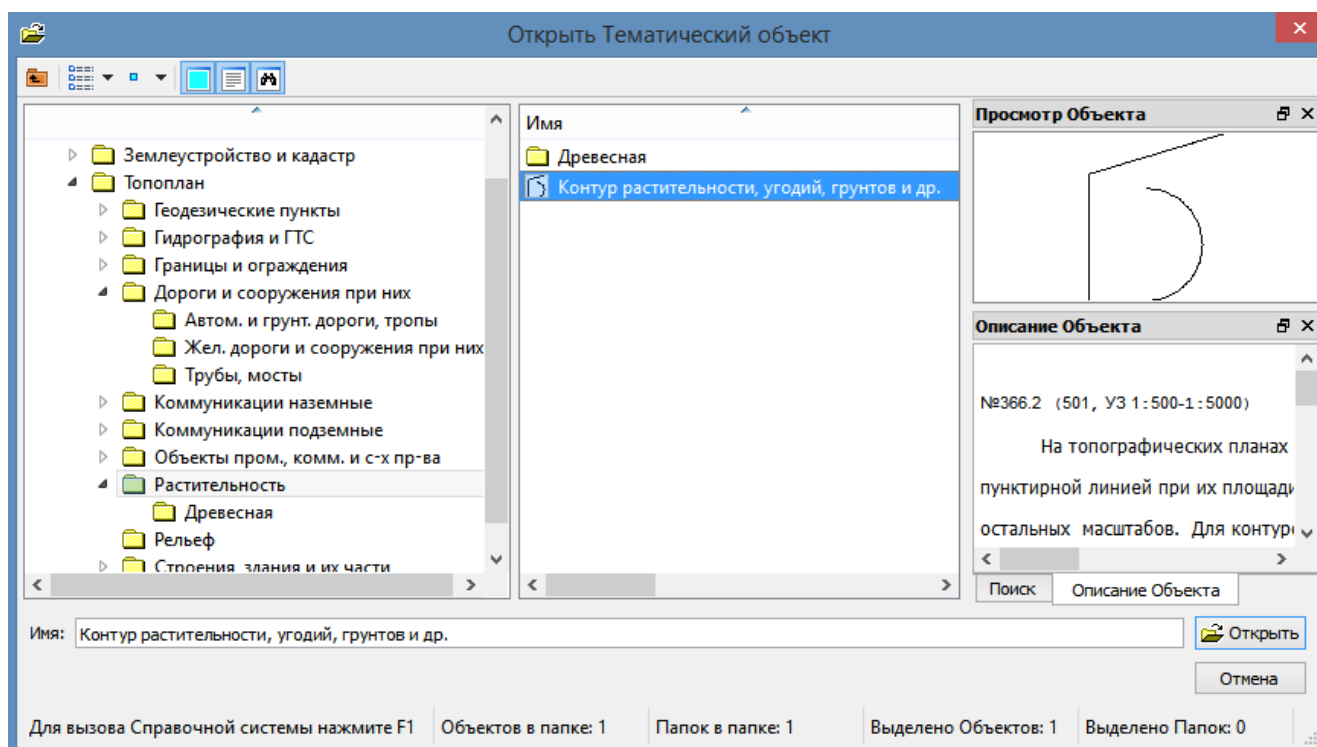 Открыть Тематический объект
Землеустройство и кадастр
Топоплан
Геодезические пункты
Гидрография и ГТС
Границы и ограждения
Дороги и сооружения при них
Автом. и грунт. дороги, тропы
Жел. дороги и сооружения при них
Трубы, мосты
Коммуникации наземные
Коммуникации подземные
Объекты пром., комм. и с-х пр-ва
Растительность
Древесная
Рельеф
Строения, здания и их части
Имя
Древесная
Контур растительности, угодий, грунтов и др.
Просмотр Объекта
Описание Объекта
№366.2 (501, УЗ 1:500-1:5000)
На топографических планах
пунктирной линией при их площади
остальных масштабов. Для контуро
Поиск
Описание Объекта
Имя: Контур растительности, угодий, грунтов и др.
Открыть
Отмена
Для вызова Справочной системы нажмите F1
Объектов в папке: 1
Папок в папке: 1
Выделено Объектов: 1
Выделено Папок: 0